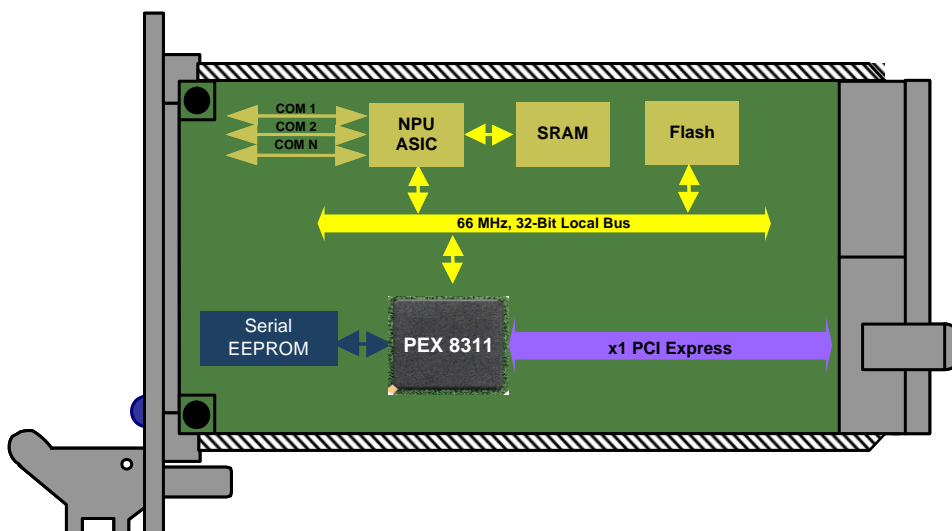 COM 1
COM 2
COM N
NPU
ASIC
SRAM
Flash
66 MHz, 32-Bit Local Bus
Serial
EEPROM
PEX 8311
x1 PCI Express